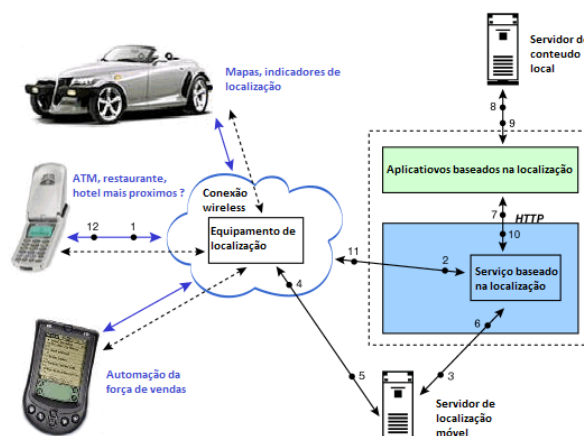 Servidor de
conteudo
local
Mapas, indicadores de
localização
8
9
ATM, restaurante,
hotel mais proximos ?
Conexão
wireless
Aplicatiovos baseados na localização
12
1
Equipamento de
localização
7
HTTP
10
11
2
Serviço baseado
na localização
4
6
Automação da
força de vendas
5
3
Servidor de
localização
móvel